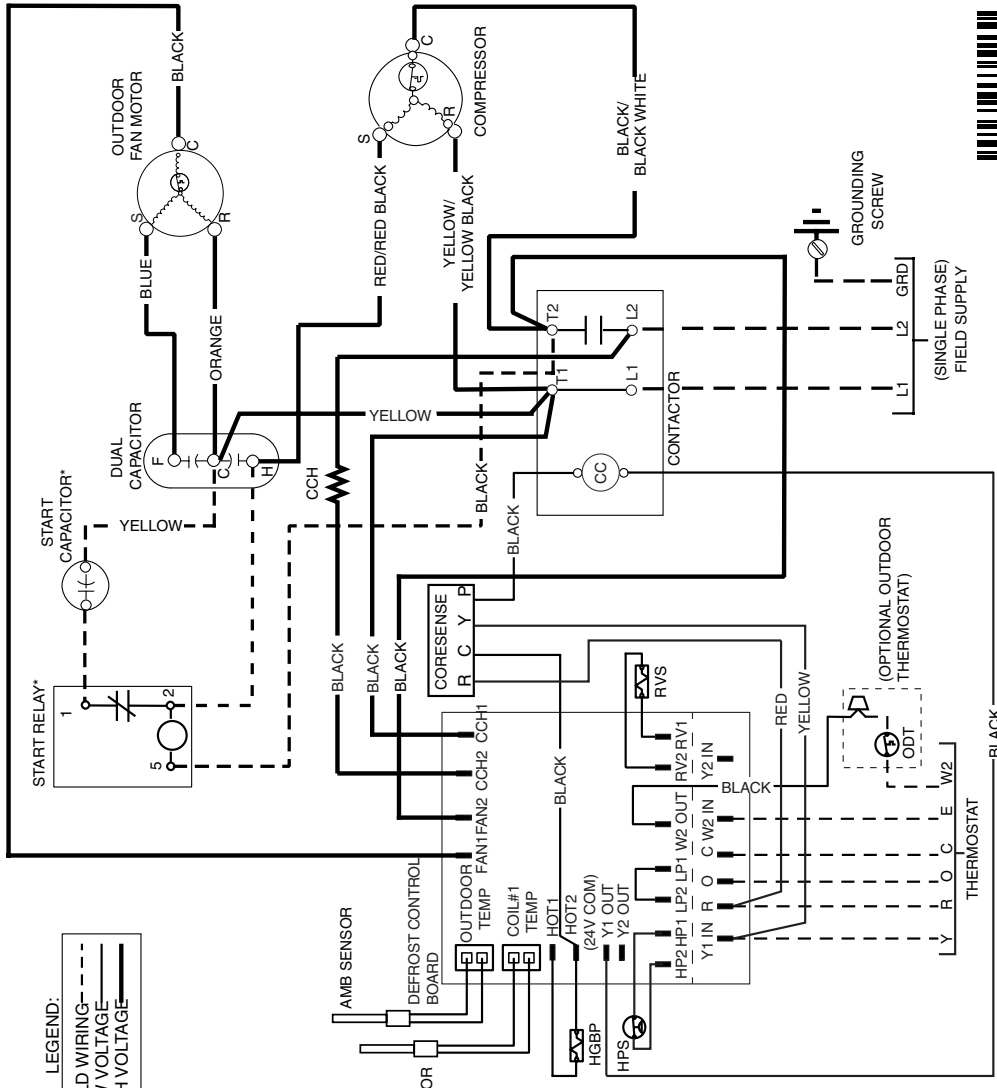 BLACK
OUTDOOR
FAN MOTOR
C
S
R
BLUE
ORANGE
COMPRESSOR
C
S
R
RED/RED BLACK
YELLOW/
YELLOW BLACK
BLACK/
BLACK WHITE
GROUNDING
SCREW
DUAL
CAPACITOR
F
C
H
START
CAPACITOR*
YELLOW
START RELAY*
1
2
5
YELLOW
CCH
BLACK
T2
T1
L2
L1
CC
CONTACTOR
L1
L2
GRD
(SINGLE PHASE)
FIELD SUPPLY
BLACK
BLACK
BLACK
BLACK
CORESENSE
R C Y P
BLACK
RVS
RED
YELLOW
(OPTIONAL OUTDOOR
THERMOSTAT)
ODT
BLACK
FAN1 FAN2 CCH2 CCH1
DEFROST CONTROL
BOARD
OUTDOOR
TEMP
COIL#1
TEMP
HOT1
HOT2
(24V COM)
Y1 OUT
Y2 OUT
HP2 HP1 LP2 LP1 W2 OUT RV2 RV1
Y1 IN R O C W2 IN Y2 IN
BLACK
Y R O C E W2
THERMOSTAT
AMB SENSOR
HGBP
HPS
LEGEND:
WIRING
VOLTAGE
VOLTAGE